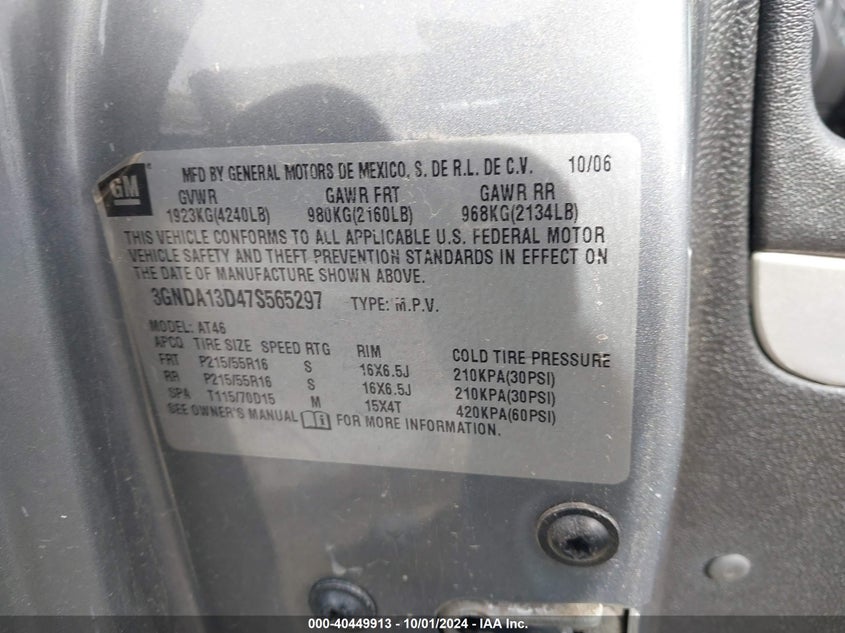 GM
MFD BY GENERAL MOTORS DE MEXICO, S. DE R.L. DE C.V. 10/06
GVWR GAWR FRT GAWR RR
1923KG(4240LB) 980KG(2160LB) 968KG(2134LB)
THIS VEHICLE CONFORMS TO ALL APPLICABLE U.S. FEDERAL MOTOR
VEHICLE SAFETY AND THEFT PREVENTION STANDARDS IN EFFECT ON
THE DATE OF MANUFACTURE SHOWN ABOVE.
3GNDA13D47S565297 TYPE: M.P.V.
MODEL: AT46
APCO TIRE SIZE SPEED RTG RIM COLD TIRE PRESSURE
FRT P215/55R16 S 16X6.5J 210KPA(30PSI)
RR P215/55R16 S 16X6.5J 210KPA(30PSI)
SPA T115/70D15 M 15X4T 420KPA(60PSI)
SEE OWNER'S MANUAL FOR MORE INFORMATION.
000-40449913 - 10/01/2024 - IAA Inc.